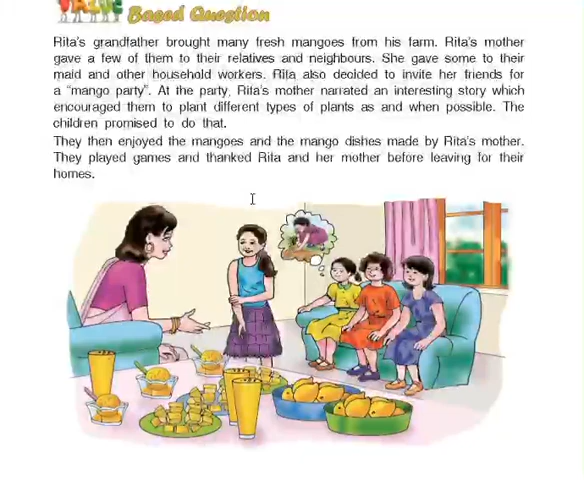 VALUE
Based Question
Rita's grandfather brought many fresh mangoes from his farm. Rita's mother
gave a few of them to their relatives and neighbours. She gave some to their
maid and other household workers. Rita also decided to invite her friends for
a "mango party". At the party, Rita's mother narrated an interesting story which
encouraged them to plant different types of plants as and when possible. The
children promised to do that.
They then enjoyed the mangoes and the mango dishes made by Rita's mother.
They played games and thanked Rita and her mother before leaving for their
homes.